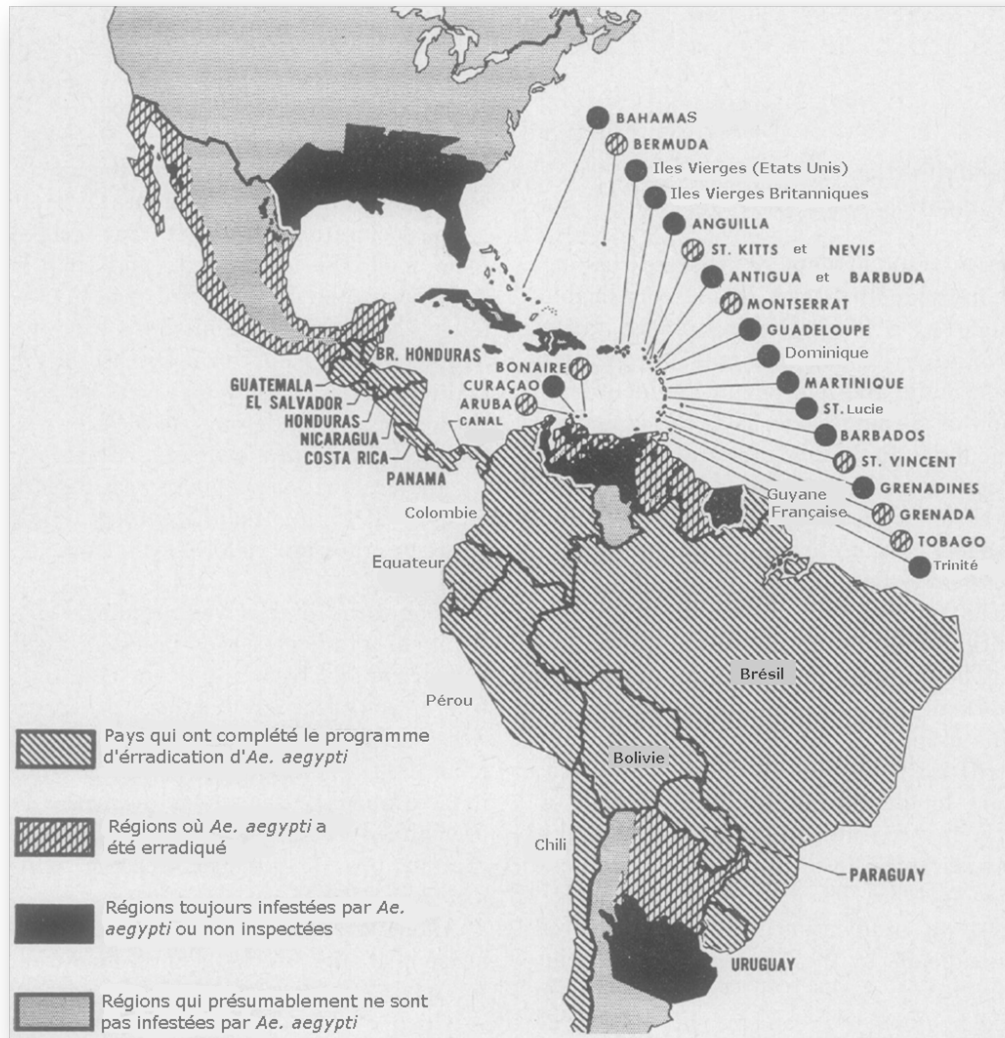 BAHAMAS
BERMUDA
Iles Vierges (Etats Unis)
Iles Vierges Britanniques
ANGUILLA
ST. KITTS et NEVIS
ANTIGUA et BARBUDA
MONTSERRAT
GUADELOUPE
Dominique
MARTINIQUE
ST. Lucie
BARBADOS
ST. VINCENT
GRENADINES
GRENADA
TOBAGO
Trinité
BONAIRE
CURAÇAO
ARUBA
CANAL
BR. HONDURAS
GUATEMALA
EL SALVADOR
HONDURAS
NICARAGUA
COSTA RICA
PANAMA
Colombie
Guyane
Française
Equateur
Brésil
Pérou
Bolivie
Chili
PARAGUAY
URUGUAY
Pays qui ont complété le programme
d'érradication d'Ae. aegypti
Régions où Ae. aegypti a
été erradiqué
Régions toujours infestées par Ae.
aegypti ou non inspectées
Régions qui présumablement ne sont
pas infestées par Ae. aegypti